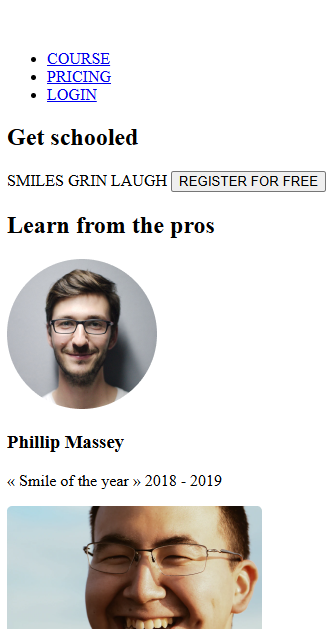 COURSE
PRICING
LOGIN
Get schooled
SMILES GRIN LAUGH REGISTER FOR FREE
Learn from the pros
Phillip Massey
« Smile of the year » 2018 - 2019